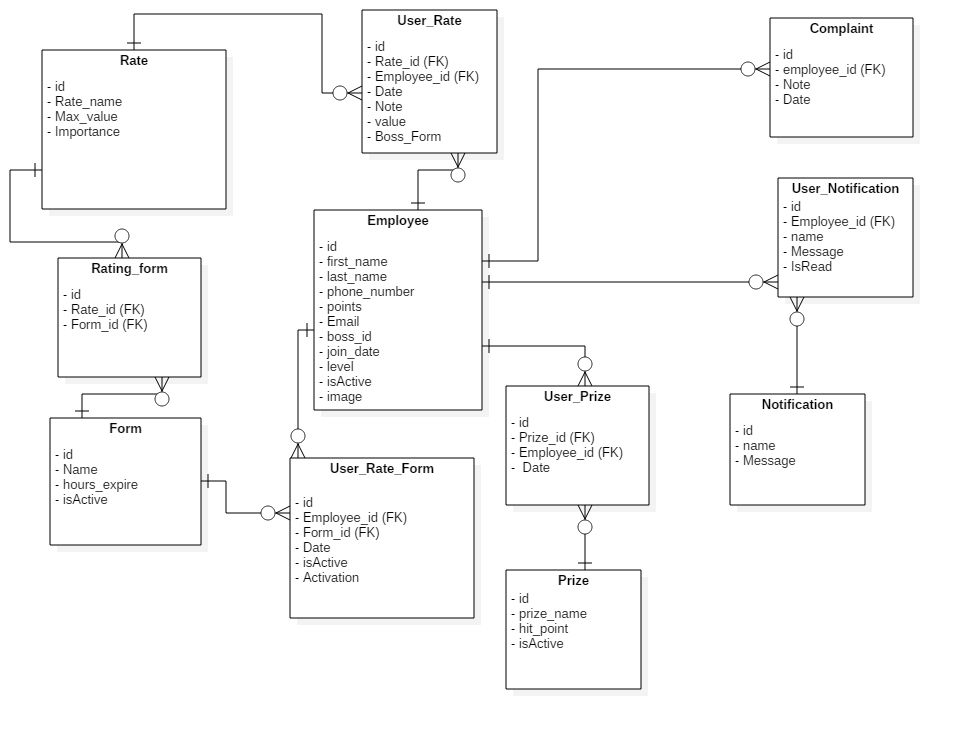 Rate
- id
- Rate_name
- Max_value
- Importance
User_Rate
- id
- Rate_id (FK)
- Employee_id (FK)
- Date
- Note
- value
- Boss_Form
Complaint
- id
- employee_id (FK)
- Note
- Date
User_Notification
- id
- Employee_id (FK)
- name
- Message
- IsRead
Employee
- id
- first_name
- last_name
- phone_number
- points
- Email
- boss_id
- join_date
- level
- isActive
- image
Rating_form
- id
- Rate_id (FK)
- Form_id (FK)
Form
- id
- Name
- hours_expire
- isActive
User_Rate_Form
- id
- Employee_id (FK)
- Form_id (FK)
- Date
- isActive
- Activation
User_Prize
- id
- Prize_id (FK)
- Employee_id (FK)
- Date
Notification
- id
- name
- Message
Prize
- id
- prize_name
- hit_point
- isActive